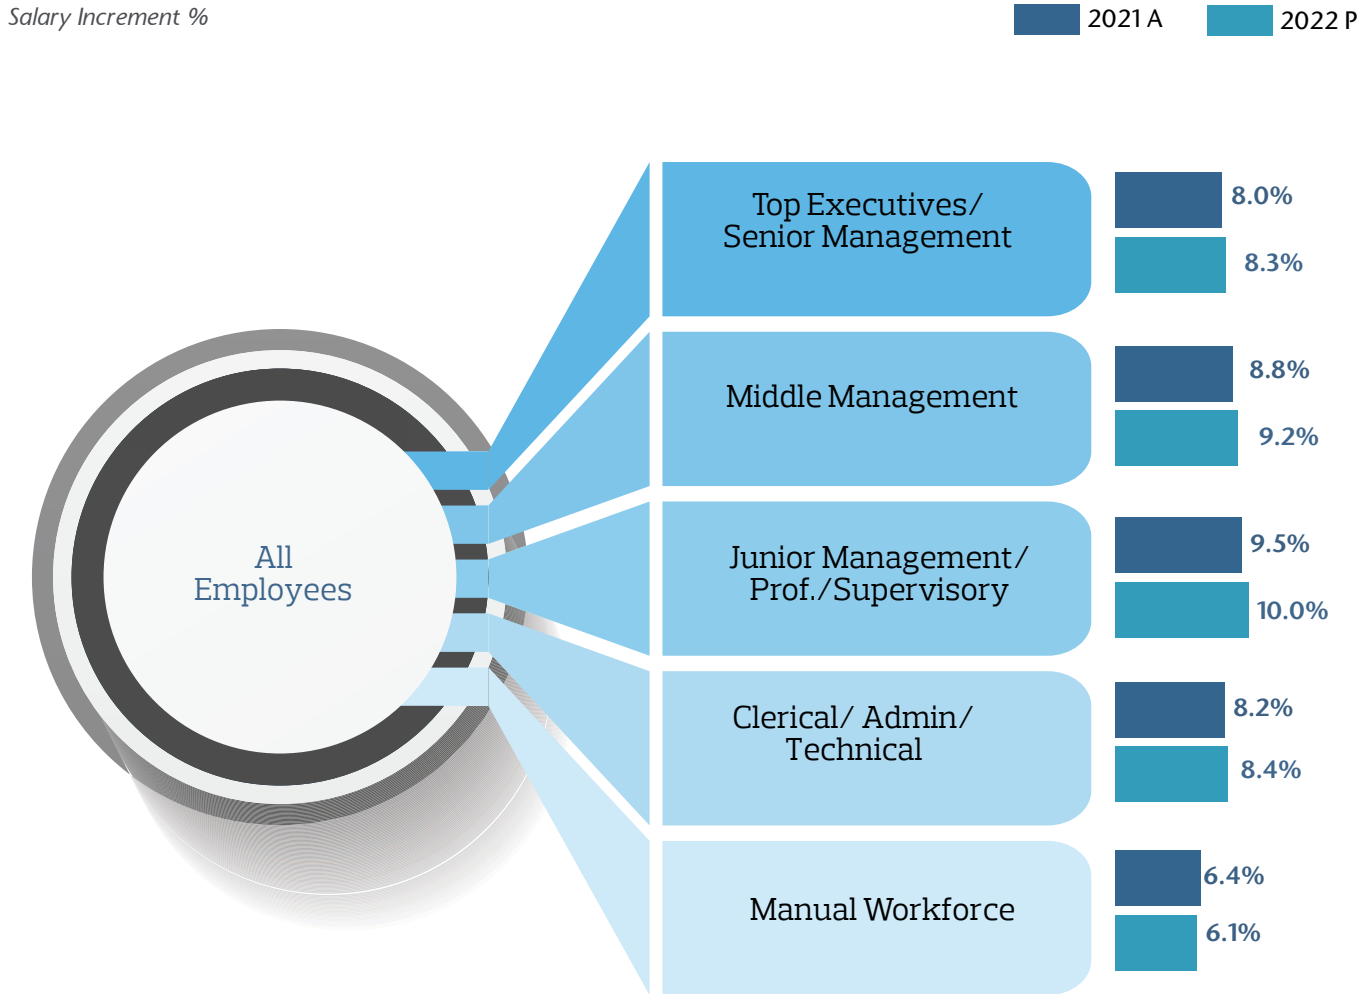 Salary Increment %
2021 A
2022 P
Top Executives/
Senior Management
8.0%
8.3%
Middle Management
8.8%
9.2%
All
Employees
Junior Management/
Prof./Supervisory
9.5%
10.0%
Clerical/ Admin/
Technical
8.2%
8.4%
Manual Workforce
6.4%
6.1%